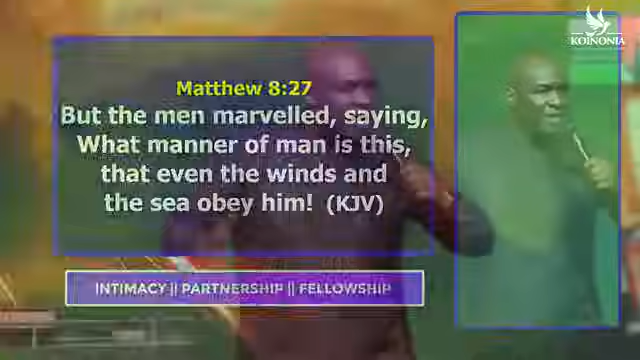 KOINONIA
Matthew 8:27
But the men marvelled, saying,
What manner of man is this,
that even the winds and
the sea obey him! (KJV)
INTIMACY || PARTNERSHIP || FELLOWSHIP